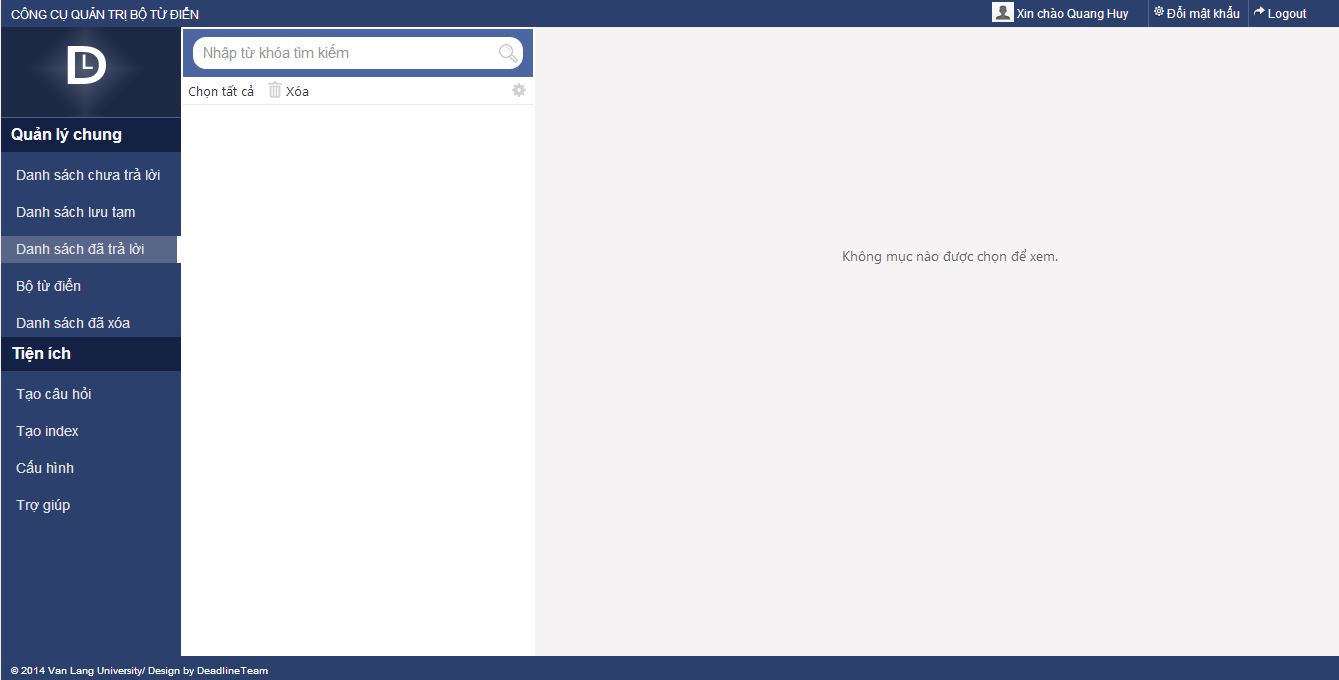 CÔNG CỤ QUẢN TRỊ BỘ TỪ ĐIỂN
Xin chào Quang Huy
Đổi mật khẩu
Logout
DL
Nhập từ khóa tìm kiếm
Chọn tất cả
Xóa
Quản lý chung
Danh sách chưa trả lời
Danh sách lưu tạm
Danh sách đã trả lời
Bộ từ điển
Danh sách đã xóa
Tiện ích
Tạo câu hỏi
Tạo index
Cấu hình
Trợ giúp
Không mục nào được chọn để xem.
© 2014 Van Lang University/ Design by DeadlineTeam